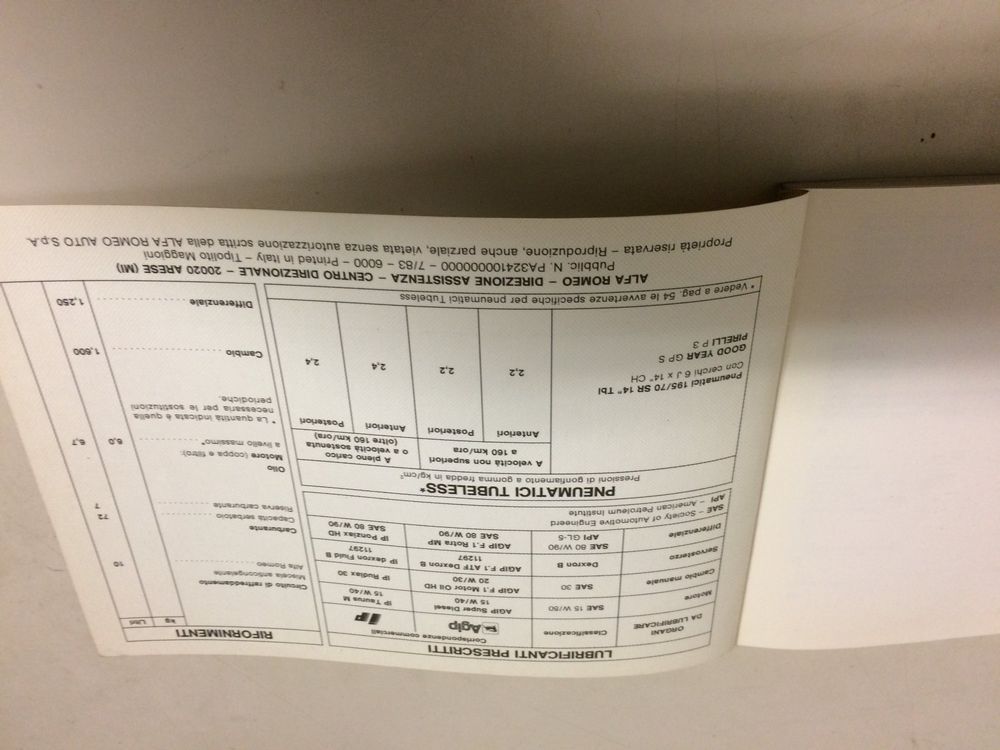 LUBRIFICANTI PRESCRITTI
ORGANI
DA LUBRIFICARE
Classificazione
Corrispondenze commerciali
Agip
IP
Motore
SAE 15 W/50
AGIP Super Diesel
15 W/40
IP Taurus M
15 W/40
Cambio manuale
SAE 30
AGIP F.1 Motor Oil HD
20 W/30
IP Rudiax 30
Servosterzo
Dexron B
AGIP F.1 ATF Dexron B
11297
IP dexron Fluid B
11297
Differenziale
SAE 80 W/90
API GL-5
AGIP F.1 Rotra MP
SAE 80 W/90
IP Pontiax HD
SAE 80 W/90
SAE – Society of Automotive Engineers
API – American Petroleum Institute
PNEUMATICI TUBELESS*
Pressioni di gonfiamento a gomma fredda in kg/cm²
A velocità non superiori
a 160 km/ora
A pieno carico
o a velocità sostenuta
(oltre 160 km/ora)
Anteriori
Posteriori
Anteriori
Posteriori
Pneumatici 195/70 SR 14" Tbl
Con cerchi 6 J x 14" CH
GOOD YEAR GP S
PIRELLI P 3
2,2
2,2
2,4
2,4
* Vedere a pag. 54 le avvertenze specifiche per pneumatici Tubeless
RIFORNIMENTI
Litri
kg
Circuito di raffreddamento
Miscela anticongelante
Alfa Romeo
10
Carburante
Capacità serbatoio
72
Riserva carburante
7
Olio
Motore (coppa e filtro):
a livello massimo*
6,7
6,0
* La quantità indicata è quella
necessaria per le sostituzioni
periodiche.
Cambio
1,600
Differenziale
1,250
ALFA ROMEO – DIREZIONE ASSISTENZA – CENTRO DIREZIONALE – 20020 ARESE (MI)
Pubblic. N. PA324100000000 – 7/83 – 6000 – Printed in Italy – Tipolito Maggioni
Proprietà riservata – Riproduzione, anche parziale, vietata senza autorizzazione scritta della ALFA ROMEO AUTO S.p.A.